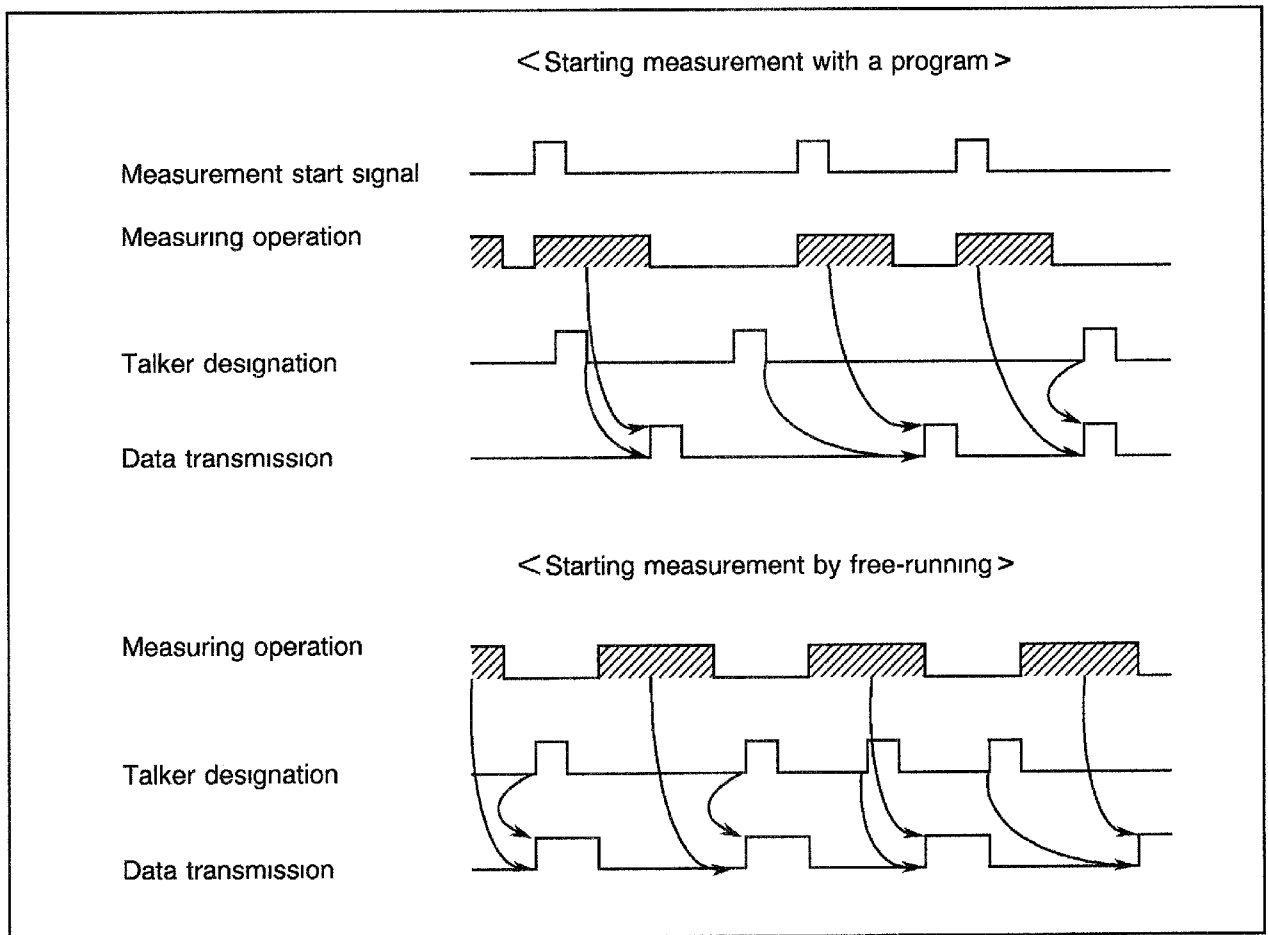 <Starting measurement with a program>
Measurement start signal
Measuring operation
Talker designation
Data transmission
<Starting measurement by free-running>
Measuring operation
Talker designation
Data transmission